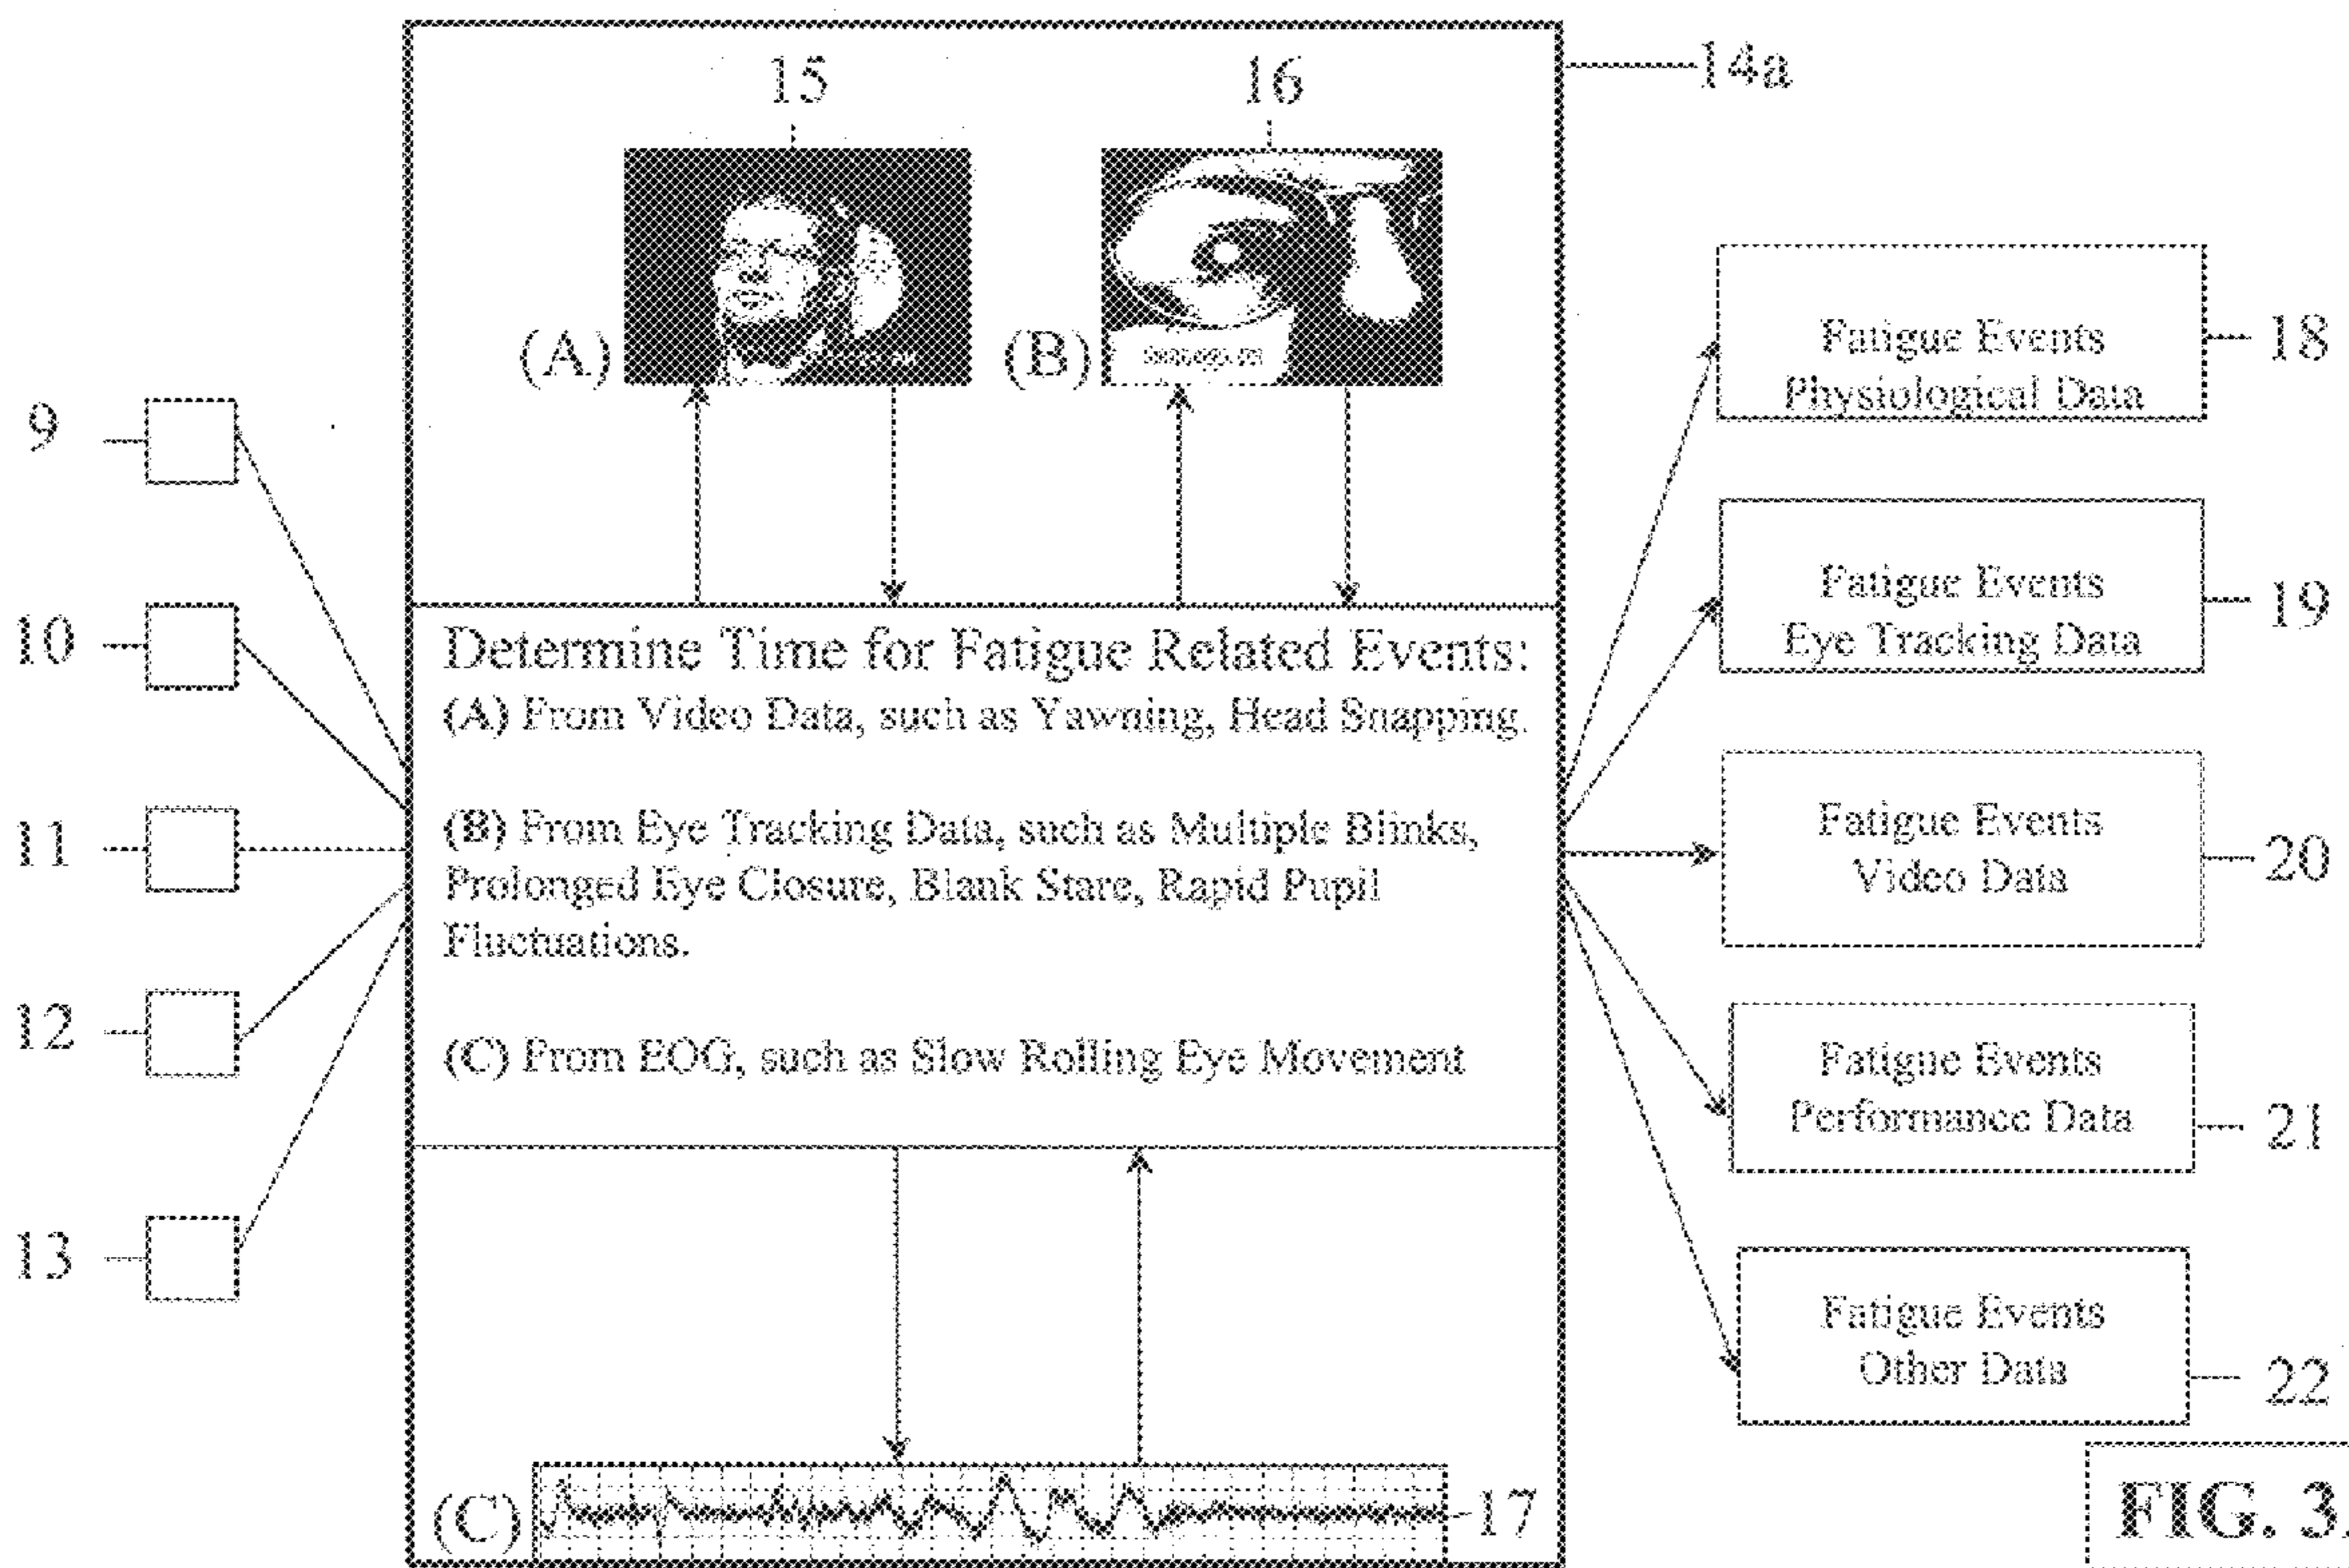 14a
15
16
(A)
(B)
9
10
11
12
13
Determine Time for Fatigue Related Events:
(A) From Video Data, such as Yawning, Head Snapping.
(B) From Eye Tracking Data, such as Multiple Blinks,
Prolonged Eye Closure, Blank Stare, Rapid Pupil
Fluctuations.
(C) From EOG, such as Slow Rolling Eye Movement
(C)
17
Fatigue Events
Physiological Data
18
Fatigue Events
Eye Tracking Data
19
Fatigue Events
Video Data
20
Fatigue Events
Performance Data
21
Fatigue Events
Other Data
22
FIG. 3.